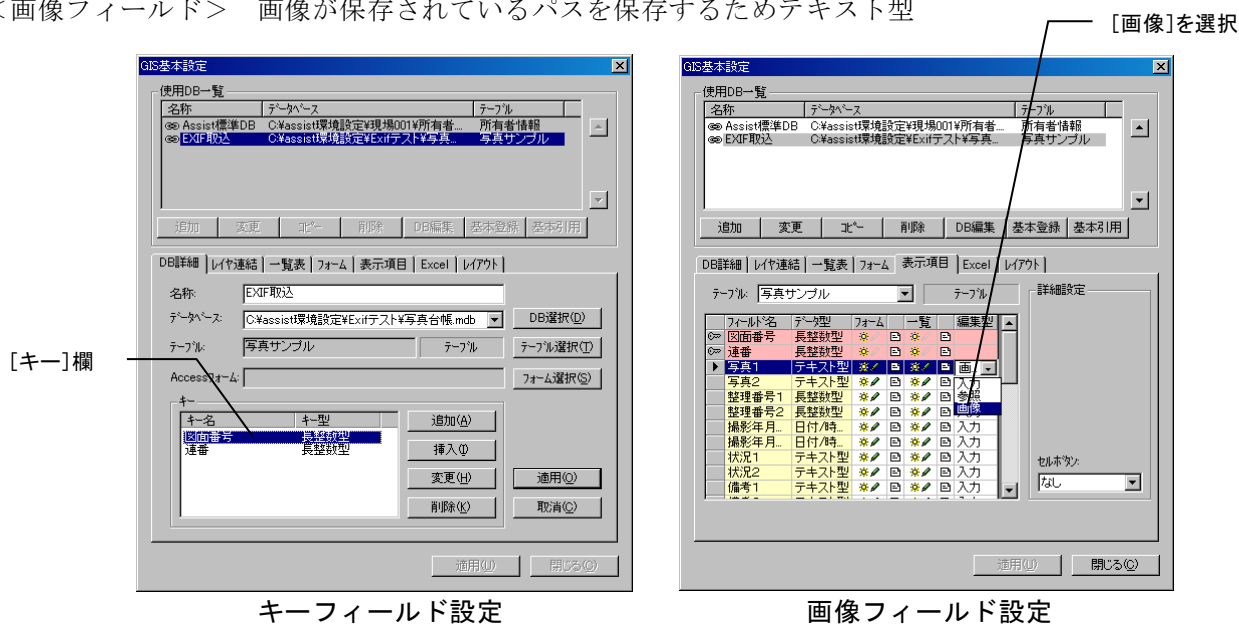 <画像フィールド>　画像が保存されているパスを保存するためテキスト型
[画像]を選択
GIS基本設定
使用DB一覧
名称 ﾃﾞｰﾀﾍﾞｰｽ ﾃｰﾌﾞﾙ
Assist標準DB C:¥assist環境設定¥現場001¥所有者... 所有者情報
EXIF取込 C:¥assist環境設定¥Exifテスト¥写真... 写真サンプル
追加 変更 ｺﾋﾟｰ 削除 DB編集 基本登録 基本引用
DB詳細 ﾚｲﾔ連結 一覧表 ﾌｫｰﾑ 表示項目 Excel ﾚｲｱｳﾄ
名称: EXIF取込
ﾃﾞｰﾀﾍﾞｰｽ: C:¥assist環境設定¥Exifテスト¥写真台帳.mdb DB選択(D)
ﾃｰﾌﾞﾙ: 写真サンプル ﾃｰﾌﾞﾙ ﾃｰﾌﾞﾙ選択(T)
Accessﾌｫｰﾑ: ﾌｫｰﾑ選択(S)
[キー]欄
キー
キー名 キー型
図面番号 長整数型
連番 長整数型
追加(A)
挿入(I)
変更(H)
削除(K)
適用(O)
取消(C)
適用(U) 閉じる(C)
キーフィールド設定
GIS基本設定
使用DB一覧
名称 ﾃﾞｰﾀﾍﾞｰｽ ﾃｰﾌﾞﾙ
Assist標準DB C:¥assist環境設定¥現場001¥所有者... 所有者情報
EXIF取込 C:¥assist環境設定¥Exifテスト¥写真... 写真サンプル
追加 変更 ｺﾋﾟｰ 削除 DB編集 基本登録 基本引用
DB詳細 ﾚｲﾔ連結 一覧表 ﾌｫｰﾑ 表示項目 Excel ﾚｲｱｳﾄ
ﾃｰﾌﾞﾙ: 写真サンプル ﾃｰﾌﾞﾙ
詳細設定
ﾌｨｰﾙﾄﾞ名 ﾃﾞｰﾀ型 ﾌｫｰﾑ 一覧 編集型
図面番号 長整数型
連番 長整数型
写真1 テキスト型 画...
写真2 テキスト型 入力
整理番号1 長整数型 参照
整理番号2 長整数型 画像
撮影年月... 日付/時... 入力
撮影年月... 日付/時... 入力
状況1 テキスト型 入力
状況2 テキスト型 入力
備考1 テキスト型 入力
ｾﾙﾎﾞﾀﾝ:
なし
適用(U) 閉じる(C)
画像フィールド設定